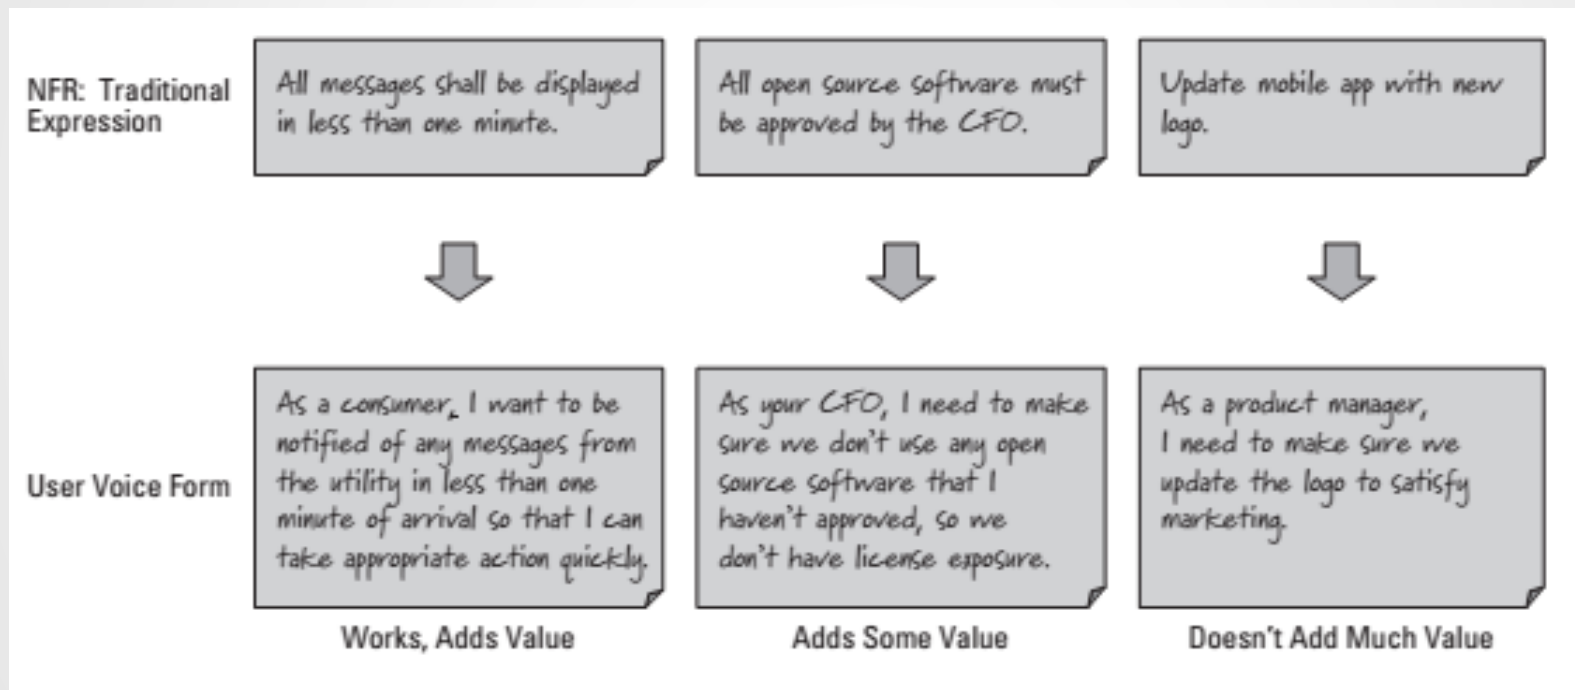 NFR: Traditional
Expression
All messages shall be displayed
in less than one minute.
All open source software must
be approved by the CFO.
Update mobile app with new
logo.
User Voice Form
As a consumer, I want to be
notified of any messages from
the utility in less than one
minute of arrival so that I can
take appropriate action quickly.
As your CFO, I need to make
sure we don't use any open
source software that I
haven't approved, so we
don't have license exposure.
As a product manager,
I need to make sure we
update the logo to satisfy
marketing.
Works, Adds Value
Adds Some Value
Doesn't Add Much Value